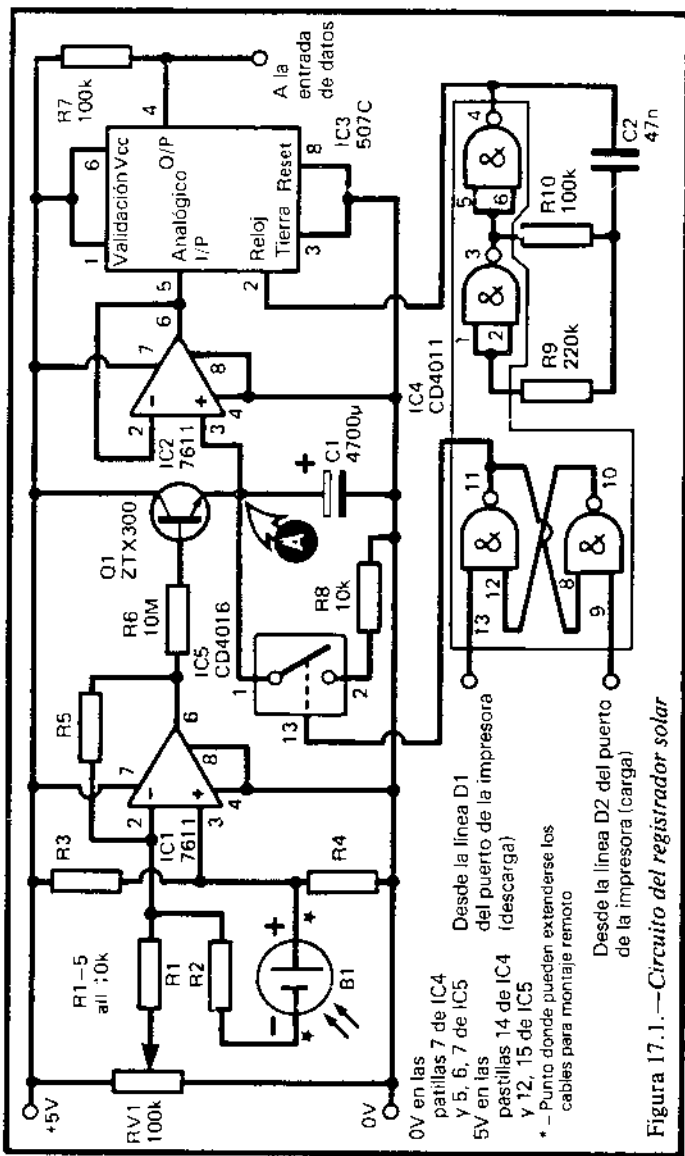 +5V
RV1
100k
0V
R1-5
all 10k
R1
R2
R3
R4
B1
–
+
*
*
R5
2
3
7
6
8
4
–
+
IC1
7611
R6
10M
Q1
ZTX300
IC5
CD4016
1
2
13
R8
10k
A
+
C1
4700µ
IC2
7611
2
3
7
6
8
4
–
+
1
6
Validación Vcc
Analógico
I/P
O/P
Reloj
Tierra
Reset
5
2
3
8
4
IC3
507C
R7
100k
A la
entrada
de datos
IC4
CD4011
13
12
11
&
8
9
10
&
1
2
3
&
5
6
4
&
R9
220k
R10
100k
C2
47n
0V en las
patillas 7 de IC4
y 5, 6, 7 de IC5
5V en las
pastillas 14 de IC4
y 12, 15 de IC5
* – Punto donde pueden extenderse los
cables para montaje remoto
Desde la línea D1
del puerto de la impresora
(descarga)
Desde la línea D2 del puerto
de la impresora (carga)
Figura 17.1.—Circuito del registrador solar